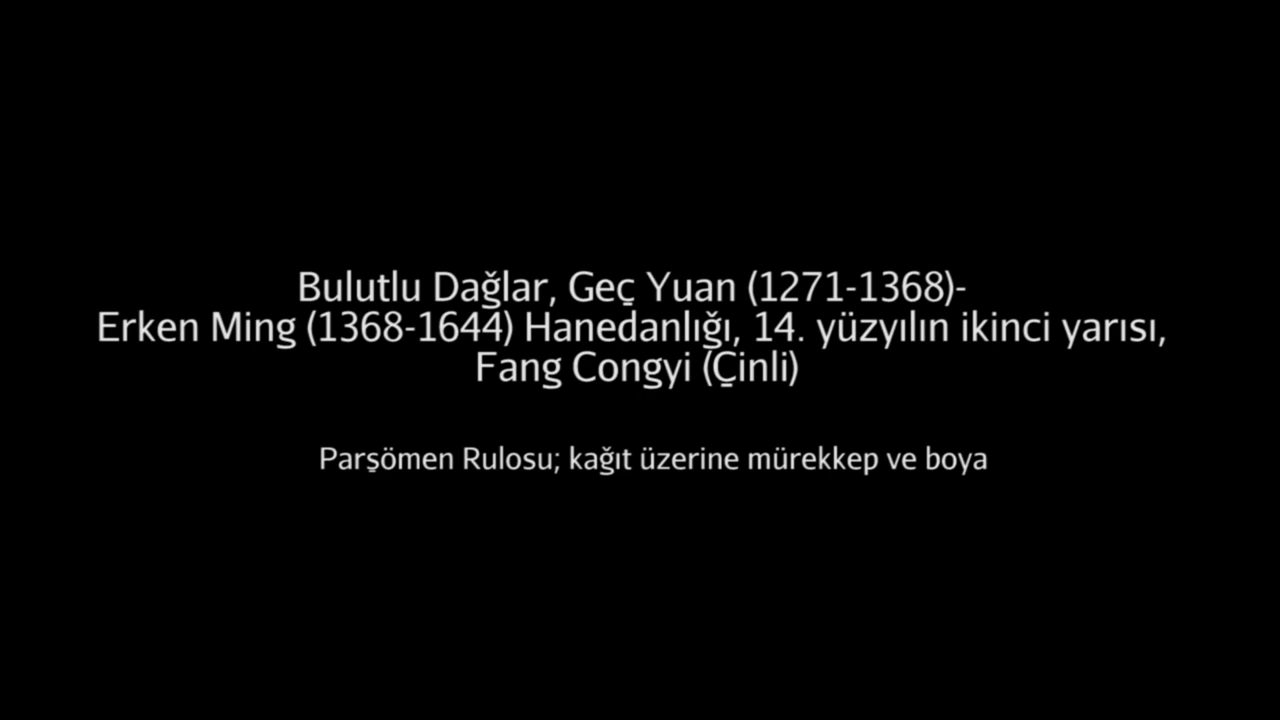 Bulutlu Dağlar, Geç Yuan (1271-1368)-
Erken Ming (1368-1644) Hanedanlığı, 14. yüzyılın ikinci yarısı,
Fang Congyi (Çinli)
Parşömen Rulosu; kağıt üzerine mürekkep ve boya